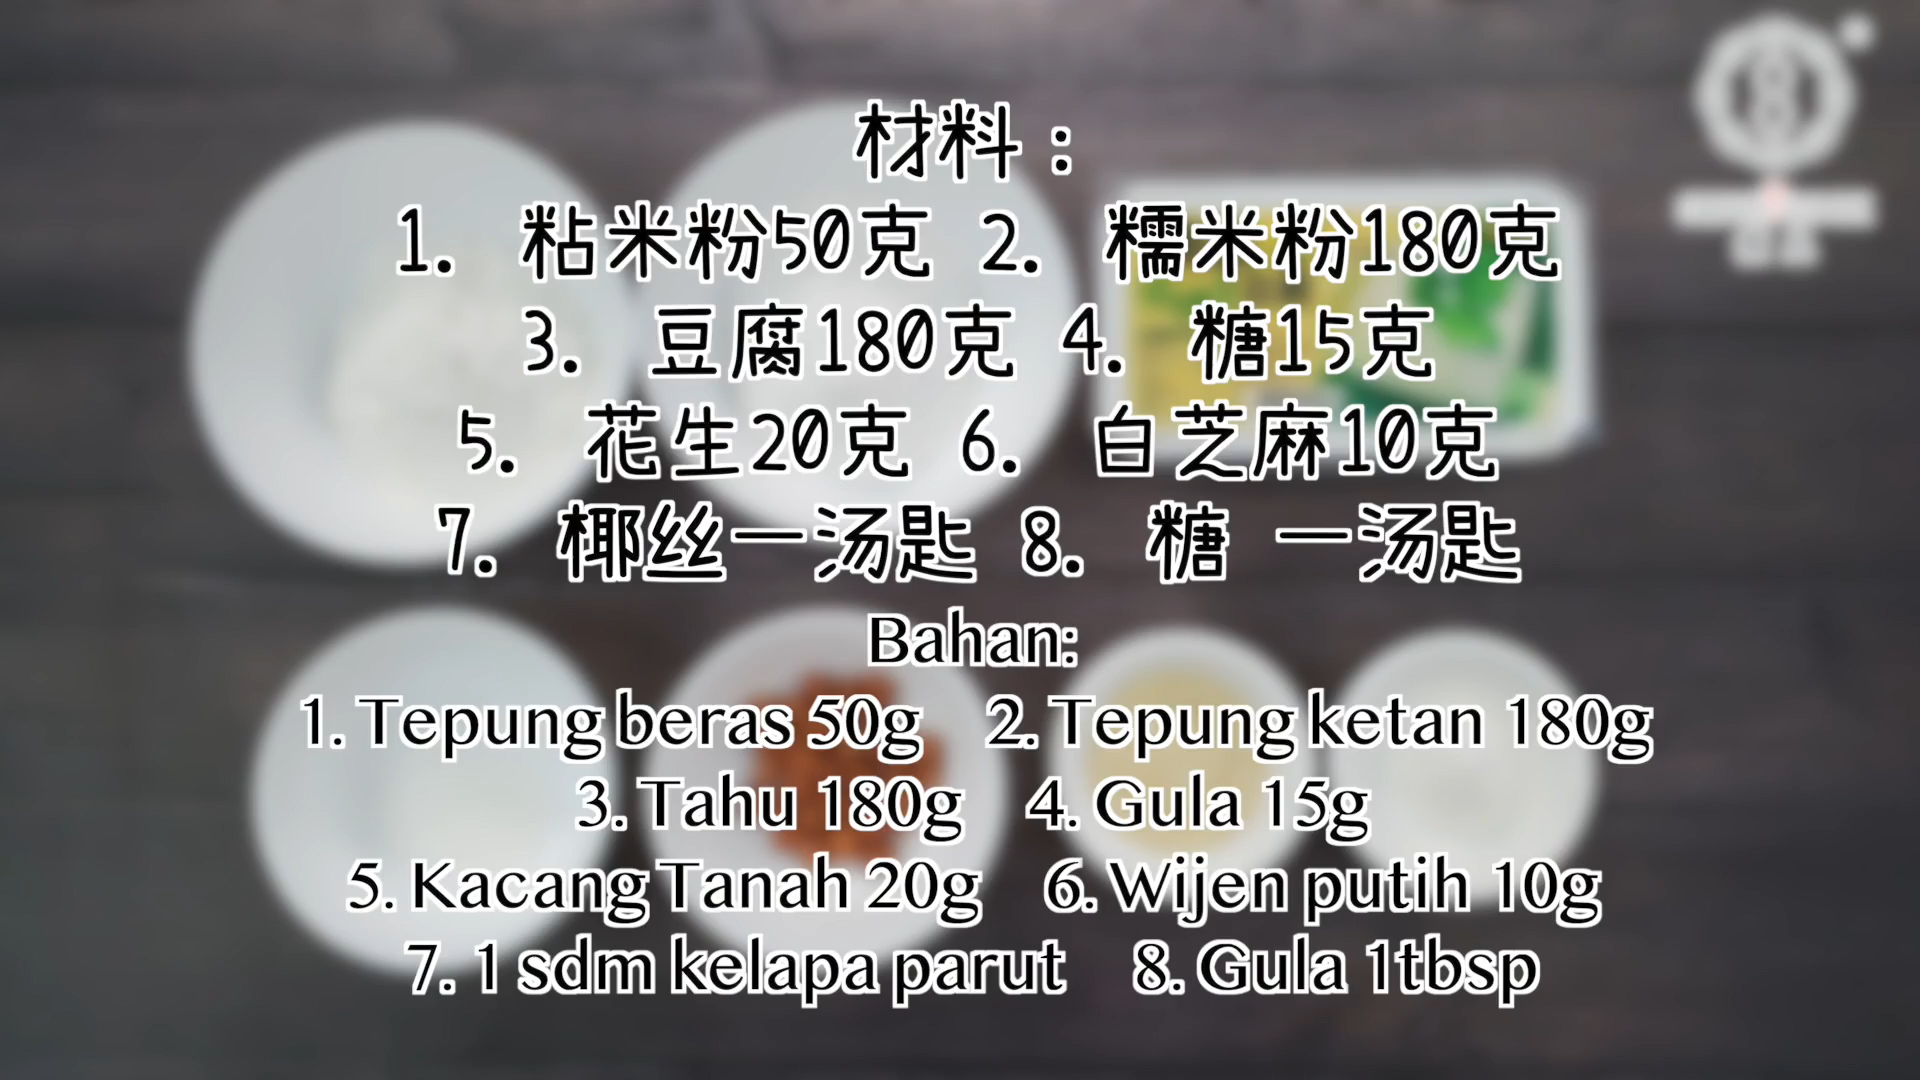 材料：
1. 粘米粉50克 2. 糯米粉180克
3. 豆腐180克 4. 糖15克
5. 花生20克 6. 白芝麻10克
7. 椰丝一汤匙 8. 糖 一汤匙
Bahan:
1. Tepung beras 50g 2. Tepung ketan 180g
3. Tahu 180g 4. Gula 15g
5. Kacang Tanah 20g 6. Wijen putih 10g
7. 1 sdm kelapa parut 8. Gula 1tbsp